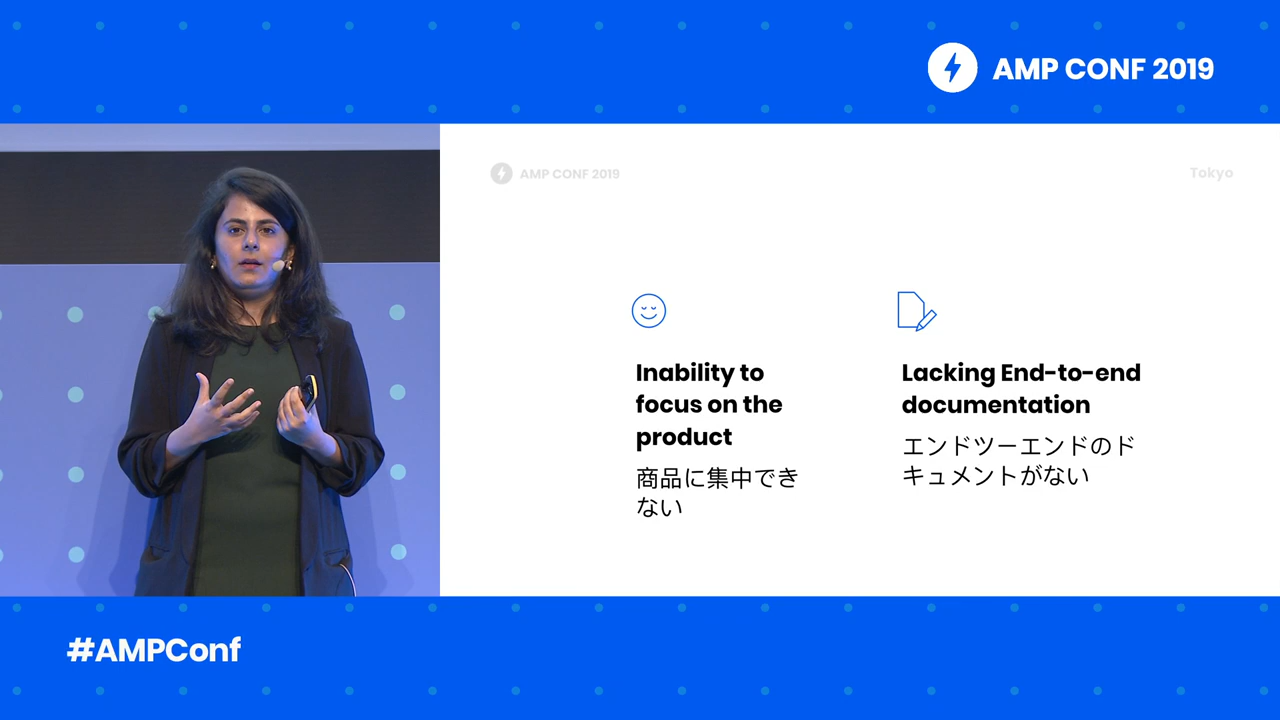 AMP CONF 2019
AMP CONF 2019
Tokyo
Inability to
focus on the
product
商品に集中でき
ない
Lacking End-to-end
documentation
エンドツーエンドのド
キュメントがない
#AMPConf